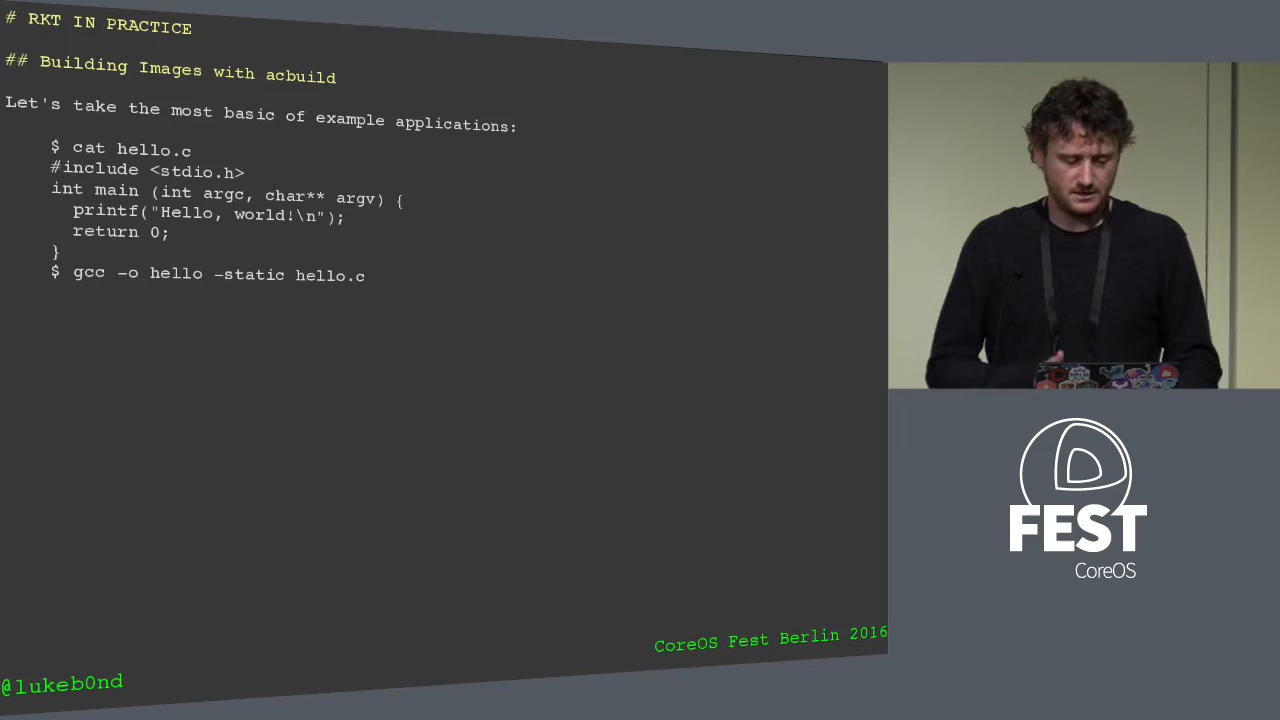 # RKT IN PRACTICE
## Building Images with acbuild
Let's take the most basic of example applications:
$ cat hello.c
#include <stdio.h>
int main (int argc, char** argv) {
printf("Hello, world!\n");
return 0;
}
$ gcc -o hello -static hello.c
CoreOS Fest Berlin 2016
@lukeb0nd
FEST
CoreOS